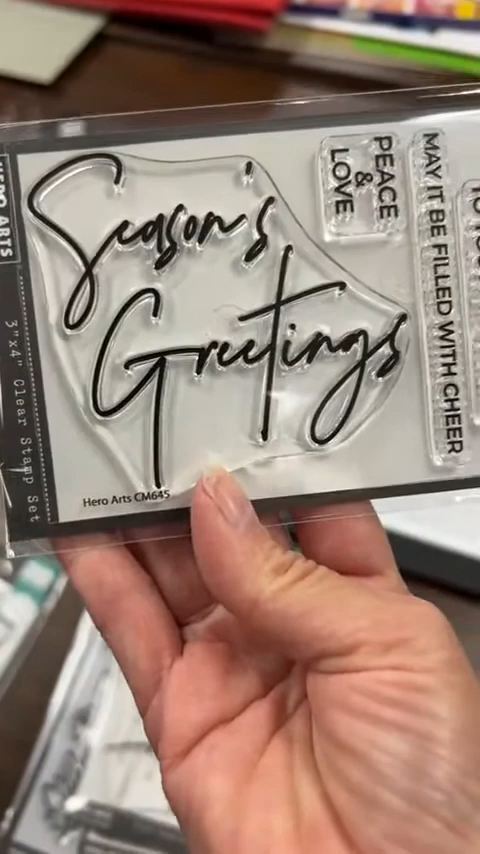 Season's
Greetings
PEACE
&
LOVE
MAY IT BE FILLED WITH CHEER
HERO ARTS
3"x4" Clear Stamp Set
Hero Arts CM645